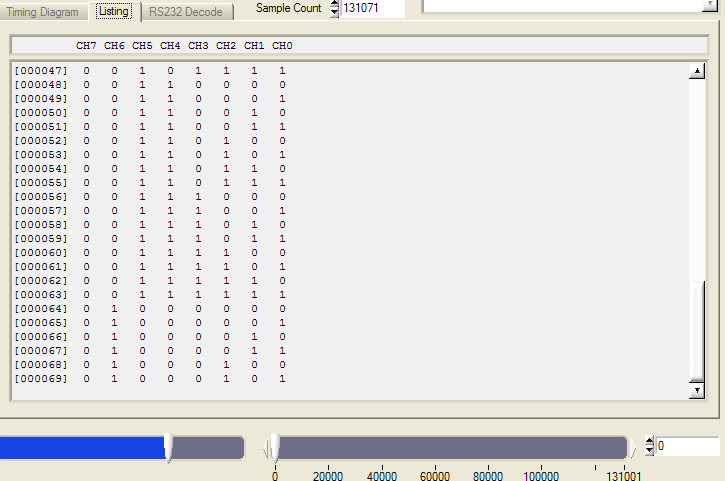 Timing Diagram Listing RS232 Decode Sample Count 131071
CH7 CH6 CH5 CH4 CH3 CH2 CH1 CH0
[000047] 0 0 1 0 1 1 1 1
[000048] 0 0 1 1 0 0 0 0
[000049] 0 0 1 1 0 0 0 1
[000050] 0 0 1 1 0 0 1 0
[000051] 0 0 1 1 0 0 1 1
[000052] 0 0 1 1 0 1 0 0
[000053] 0 0 1 1 0 1 0 1
[000054] 0 0 1 1 0 1 1 0
[000055] 0 0 1 1 0 1 1 1
[000056] 0 0 1 1 1 0 0 0
[000057] 0 0 1 1 1 0 0 1
[000058] 0 0 1 1 1 0 1 0
[000059] 0 0 1 1 1 0 1 1
[000060] 0 0 1 1 1 1 0 0
[000061] 0 0 1 1 1 1 0 1
[000062] 0 0 1 1 1 1 1 0
[000063] 0 0 1 1 1 1 1 1
[000064] 0 1 0 0 0 0 0 0
[000065] 0 1 0 0 0 0 0 1
[000066] 0 1 0 0 0 0 1 0
[000067] 0 1 0 0 0 0 1 1
[000068] 0 1 0 0 0 1 0 0
[000069] 0 1 0 0 0 1 0 1
0
0 20000 40000 60000 80000 100000 131001